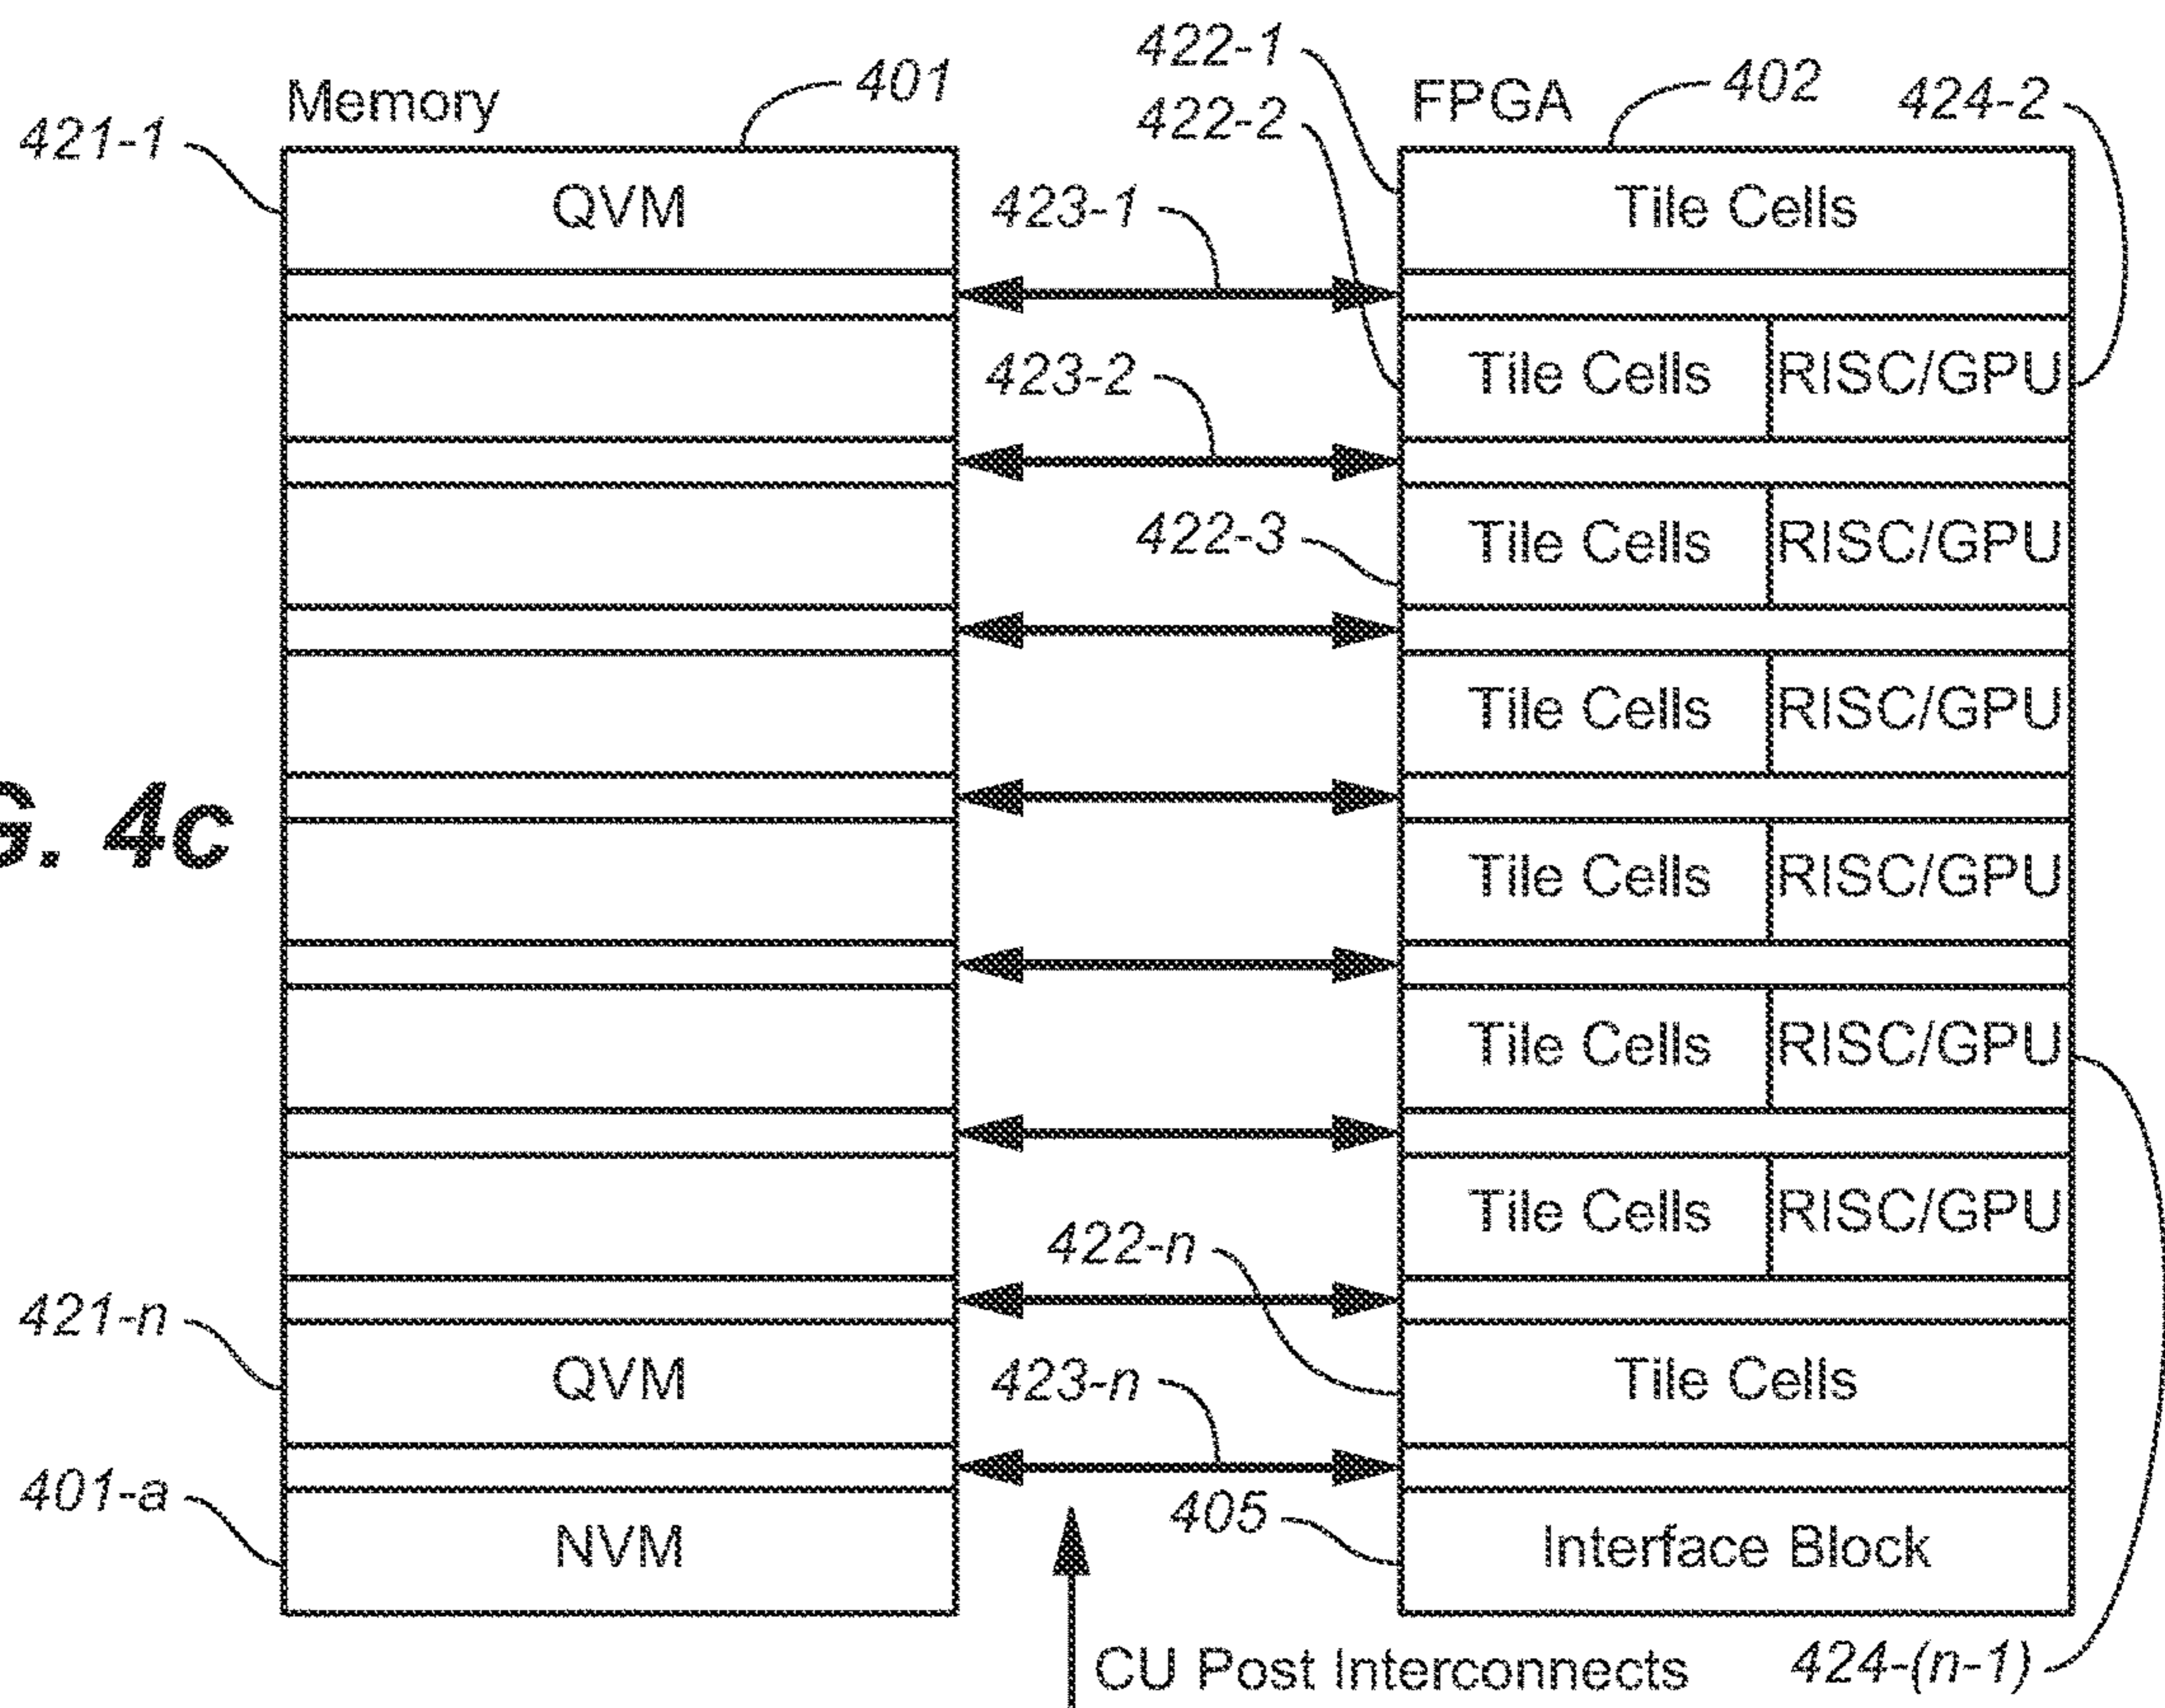 422-1
Memory 401 FPGA 402 424-2
422-2
421-1
QVM 423-1 Tile Cells
423-2 Tile Cells RISC/GPU
422-3 Tile Cells RISC/GPU
Tile Cells RISC/GPU
G. 4c
Tile Cells RISC/GPU
Tile Cells RISC/GPU
Tile Cells RISC/GPU
422-n
421-n
QVM 423-n Tile Cells
401-a
405
NVM Interface Block
CU Post Interconnects 424-(n-1)